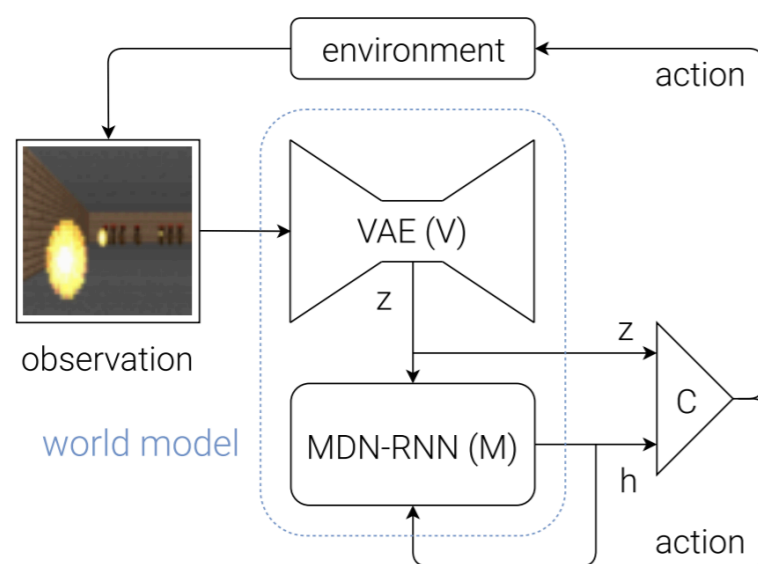 environment
action
VAE (V)
z
observation
z
C
world model
MDN-RNN (M)
h
action